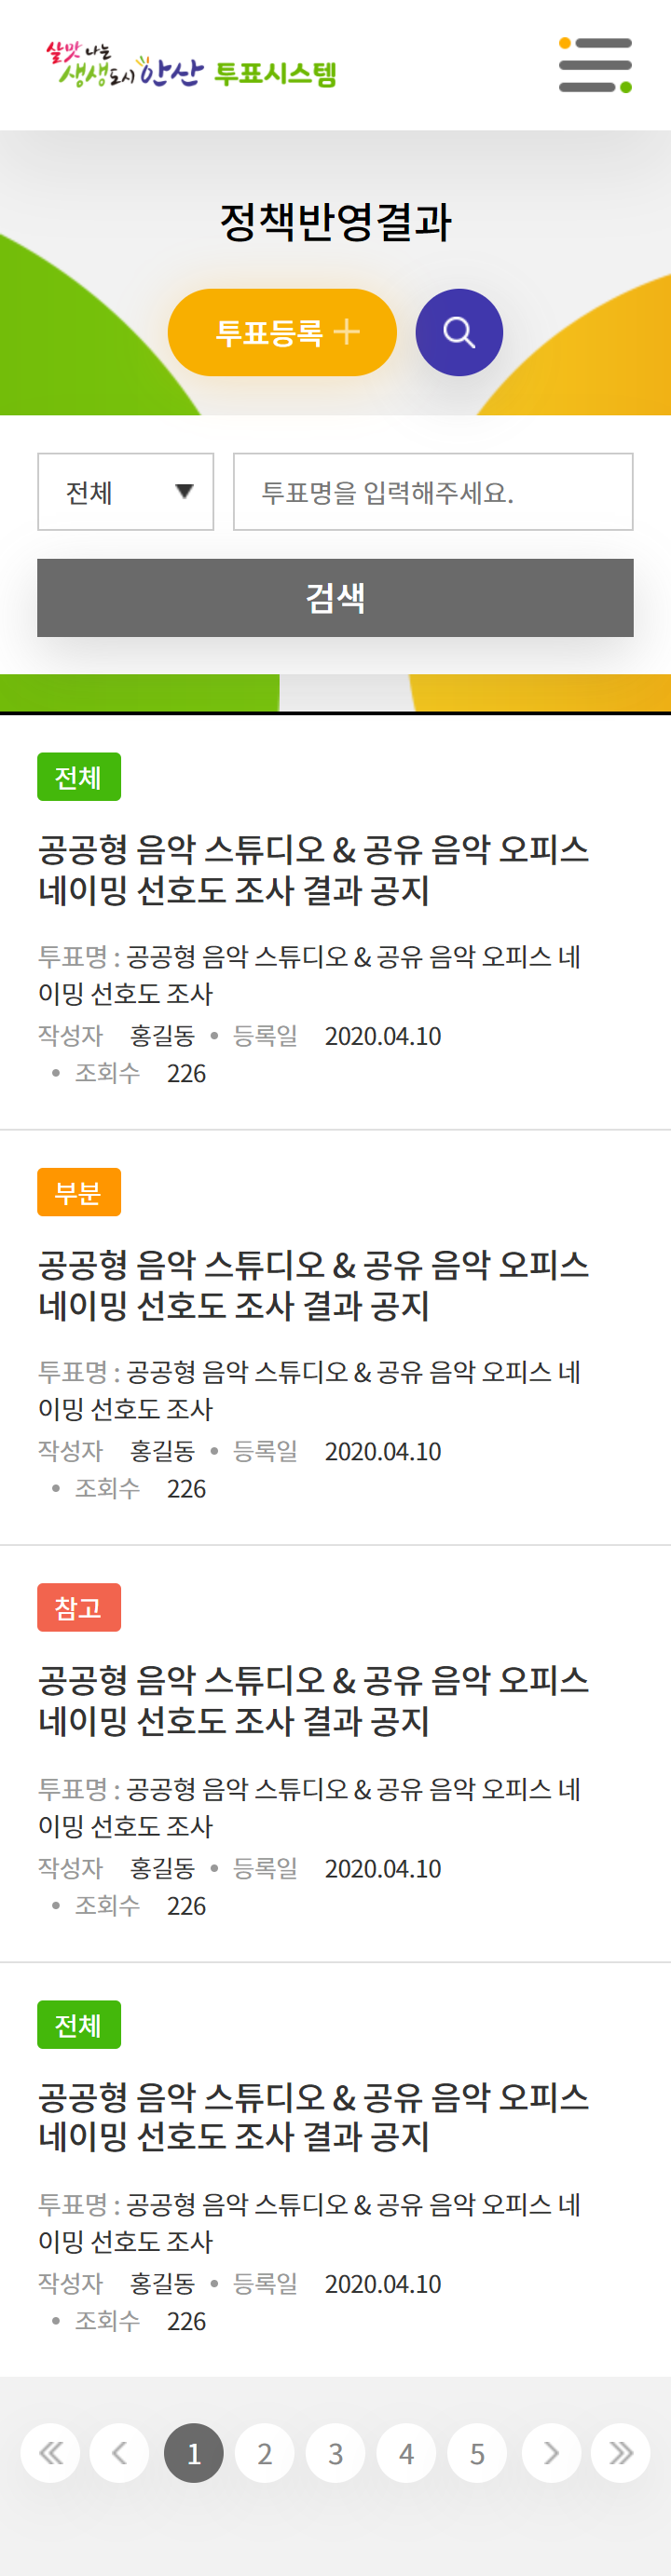 살맛 나는
생생도시 안산 투표시스템
정책반영결과
투표등록
전체
투표명을 입력해주세요.
검색
전체
공공형 음악 스튜디오 & 공유 음악 오피스
네이밍 선호도 조사 결과 공지
투표명 : 공공형 음악 스튜디오 & 공유 음악 오피스 네
이밍 선호도 조사
작성자 홍길동 • 등록일 2020.04.10
• 조회수 226
부분
공공형 음악 스튜디오 & 공유 음악 오피스
네이밍 선호도 조사 결과 공지
투표명 : 공공형 음악 스튜디오 & 공유 음악 오피스 네
이밍 선호도 조사
작성자 홍길동 • 등록일 2020.04.10
• 조회수 226
참고
공공형 음악 스튜디오 & 공유 음악 오피스
네이밍 선호도 조사 결과 공지
투표명 : 공공형 음악 스튜디오 & 공유 음악 오피스 네
이밍 선호도 조사
작성자 홍길동 • 등록일 2020.04.10
• 조회수 226
전체
공공형 음악 스튜디오 & 공유 음악 오피스
네이밍 선호도 조사 결과 공지
투표명 : 공공형 음악 스튜디오 & 공유 음악 오피스 네
이밍 선호도 조사
작성자 홍길동 • 등록일 2020.04.10
• 조회수 226
1 2 3 4 5